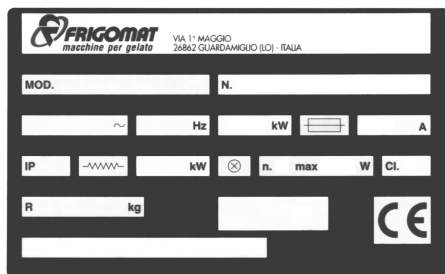 FRIGOMAT
macchine per gelato
VIA 1° MAGGIO
26862 GUARDAMIGLIO (LO) - ITALIA
MOD. N.
~ Hz kW A
IP kW n. max W Cl.
R kg
CE